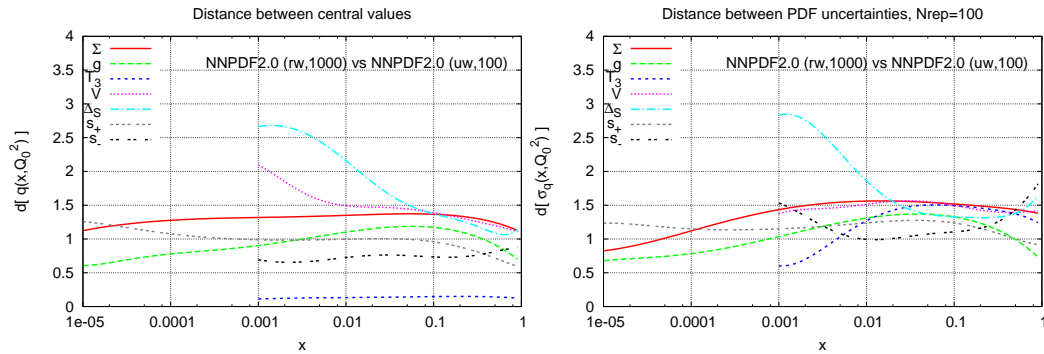 Distance between central values
d[ q(x,Q₀²) ]
4
3.5
3
2.5
2
1.5
1
0.5
0
Σ
g
T₃
V
Δ_S
s₊
s₋
NNPDF2.0 (rw,1000) vs NNPDF2.0 (uw,100)
1e-05 0.0001 0.001 0.01 0.1 1
x
Distance between PDF uncertainties, Nrep=100
d[ σ_q(x,Q₀²) ]
4
3.5
3
2.5
2
1.5
1
0.5
0
Σ
g
T₃
V
Δ_S
s₊
s₋
NNPDF2.0 (rw,1000) vs NNPDF2.0 (uw,100)
1e-05 0.0001 0.001 0.01 0.1 1
x